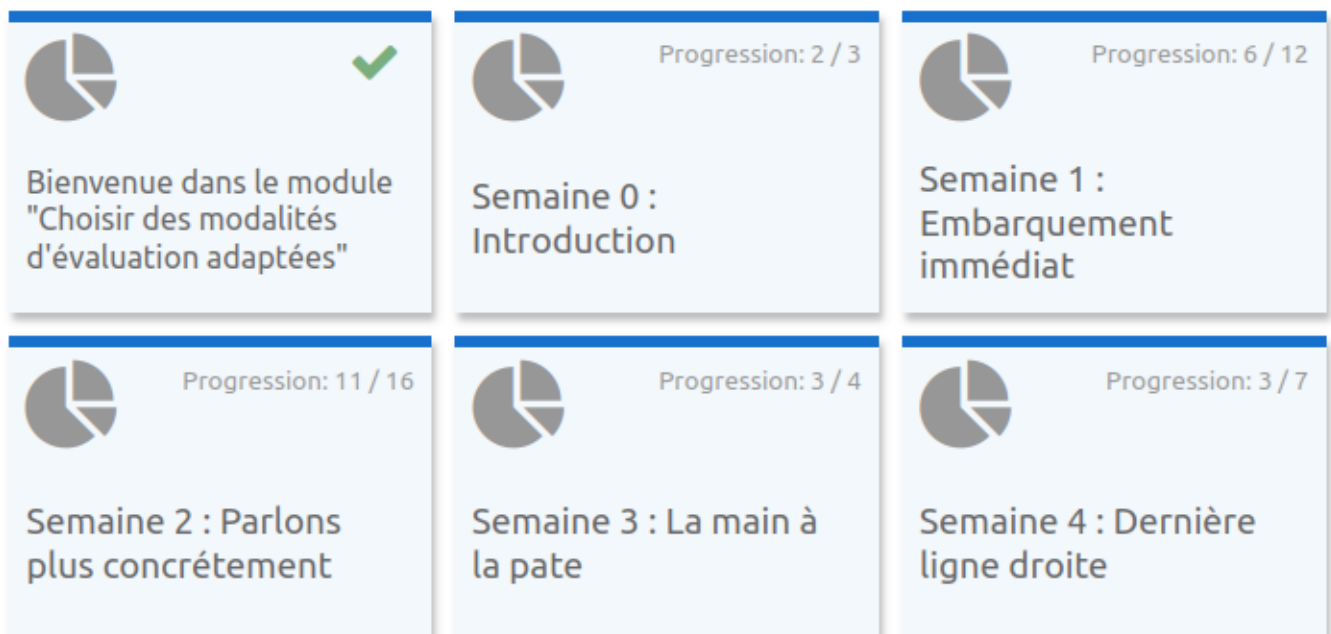 Bienvenue dans le module
"Choisir des modalités
d'évaluation adaptées"
Progression: 2 / 3
Semaine 0 :
Introduction
Progression: 6 / 12
Semaine 1 :
Embarquement
immédiat
Progression: 11 / 16
Semaine 2 : Parlons
plus concrétement
Progression: 3 / 4
Semaine 3 : La main à
la pate
Progression: 3 / 7
Semaine 4 : Dernière
ligne droite